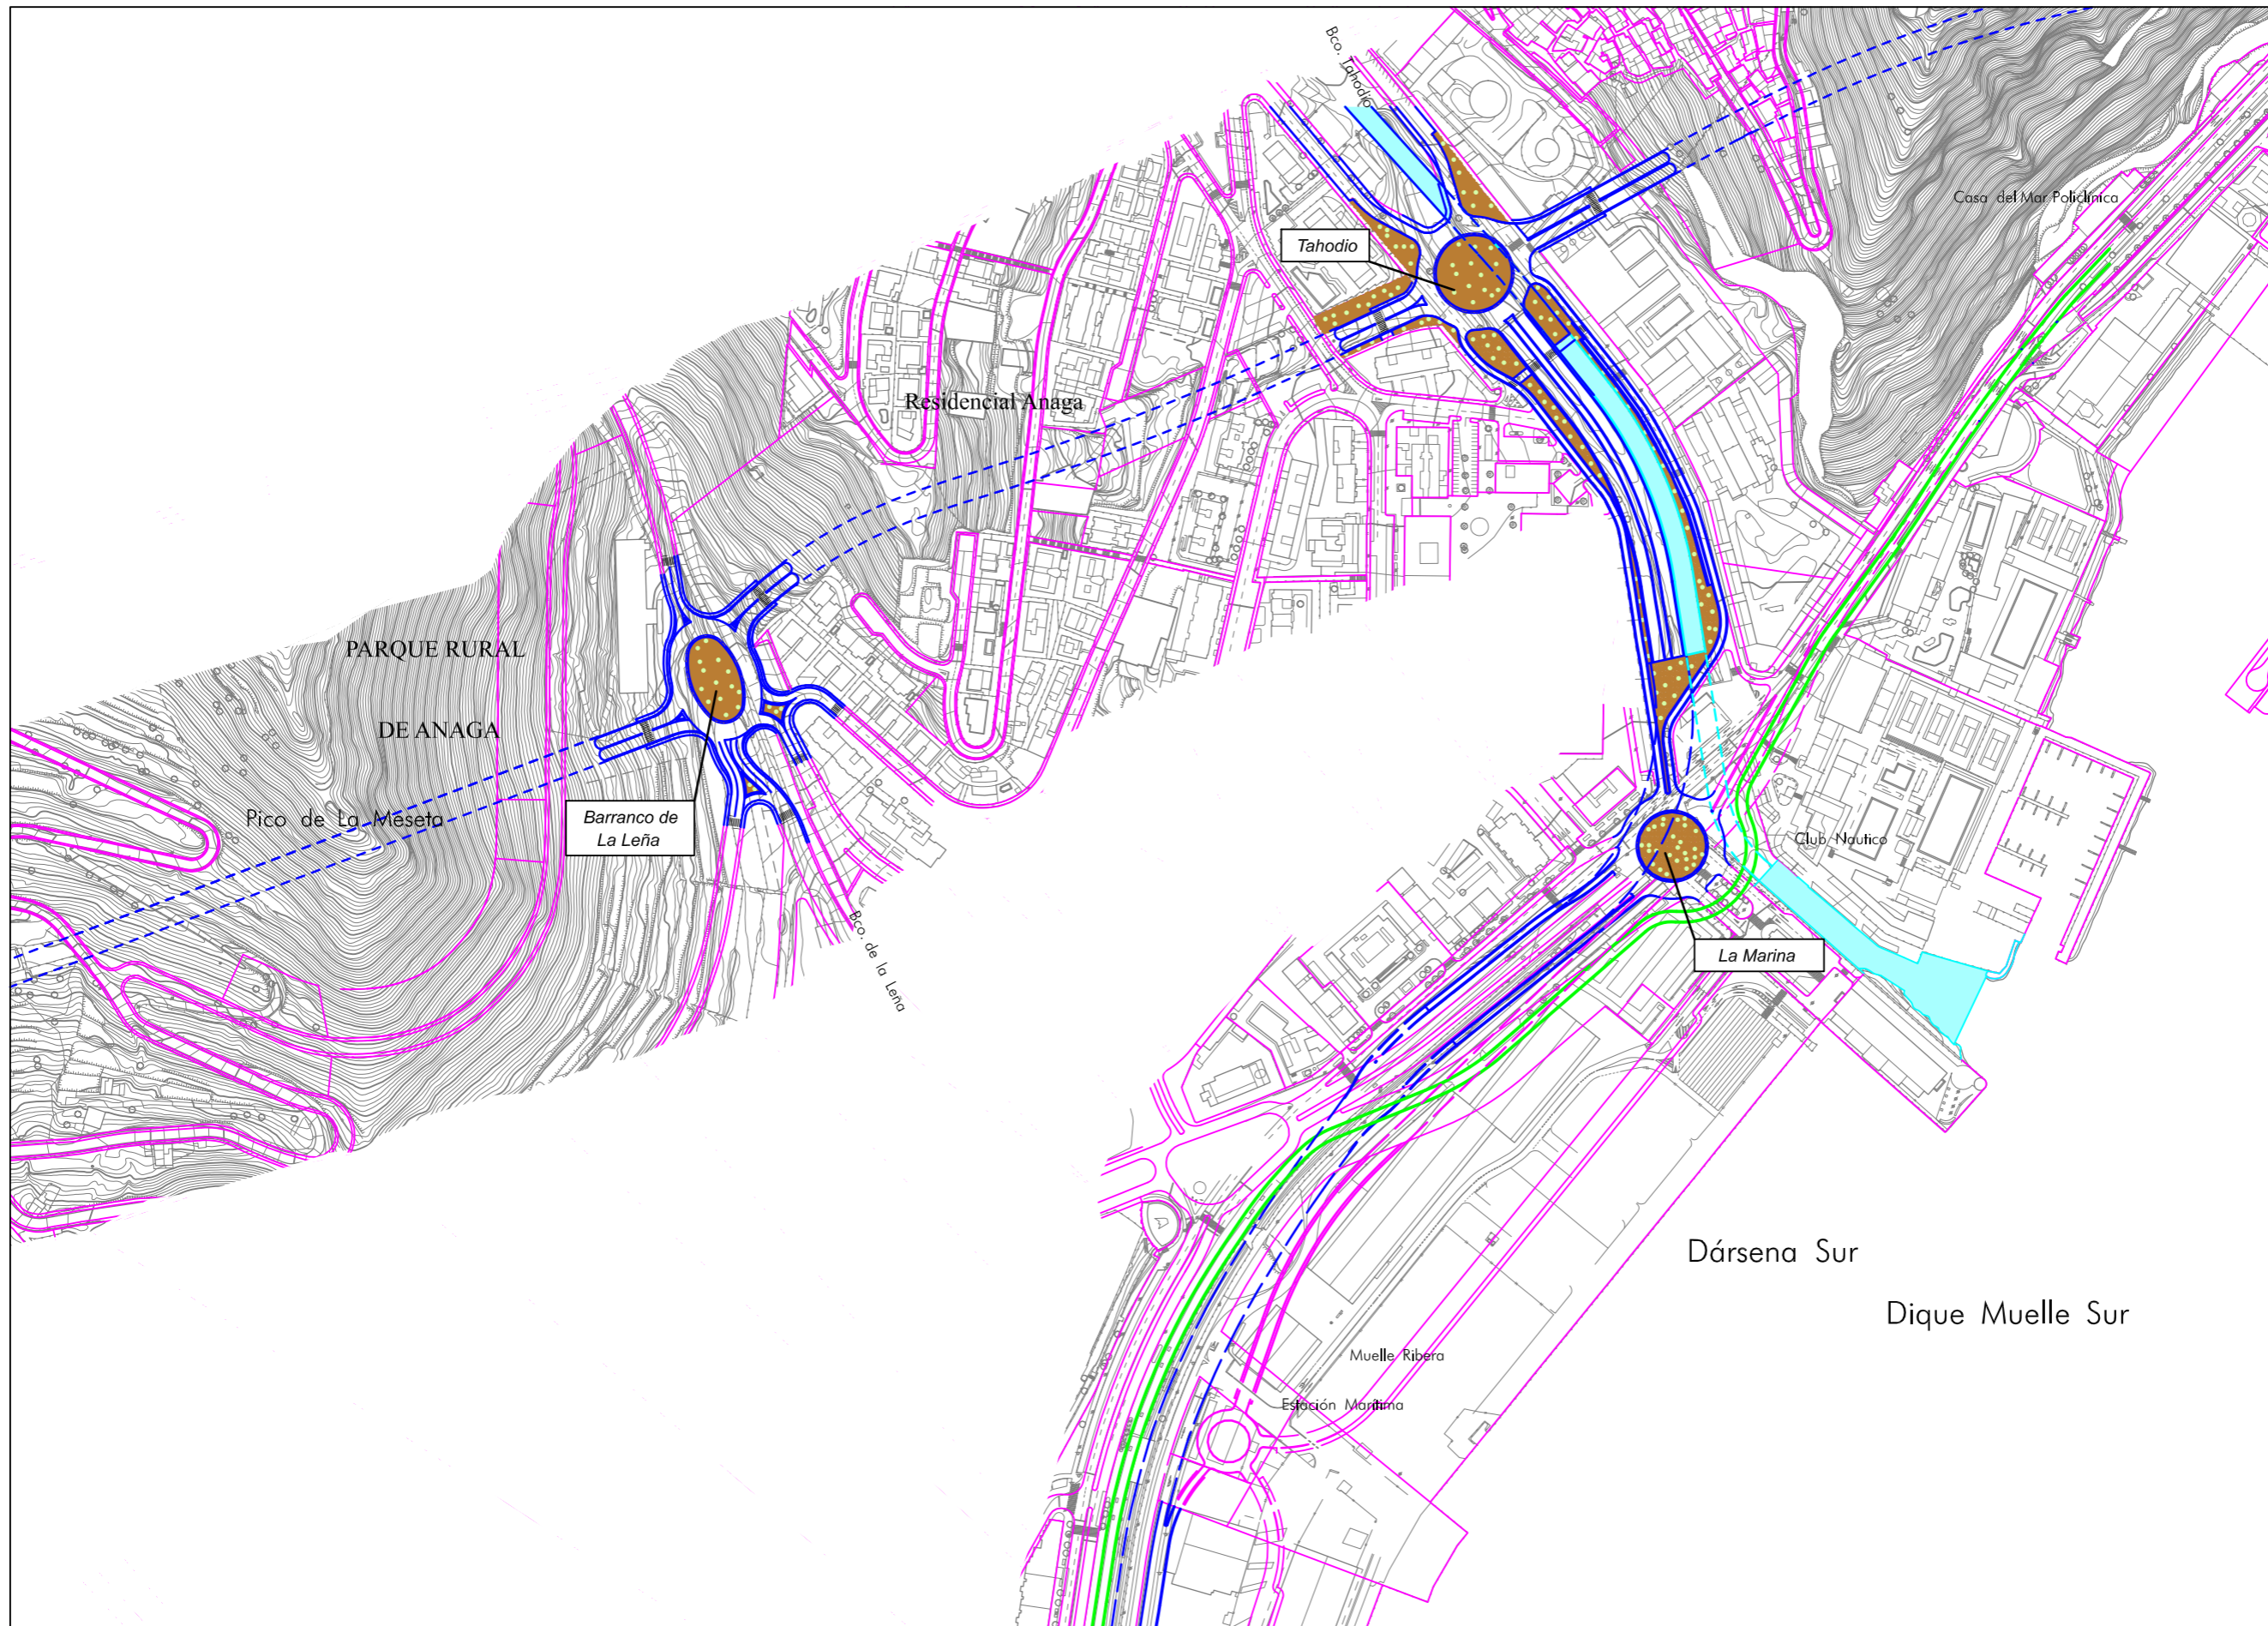 Bco. Tahodio
Casa del Mar Policlínica
Tahodio
Residencial Anaga
PARQUE RURAL
DE ANAGA
Pico de La Meseta
Barranco de
La Leña
Club Nautico
Bco. de la Leña
La Marina
Dársena Sur
Dique Muelle Sur
Muelle Ribera
Estación Marítima